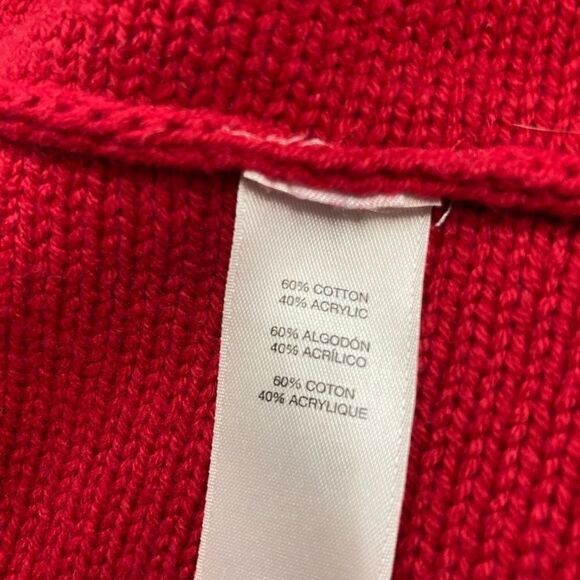 60% COTTON
40% ACRYLIC
60% ALGODÓN
40% ACRÍLICO
60% COTON
40% ACRYLIQUE